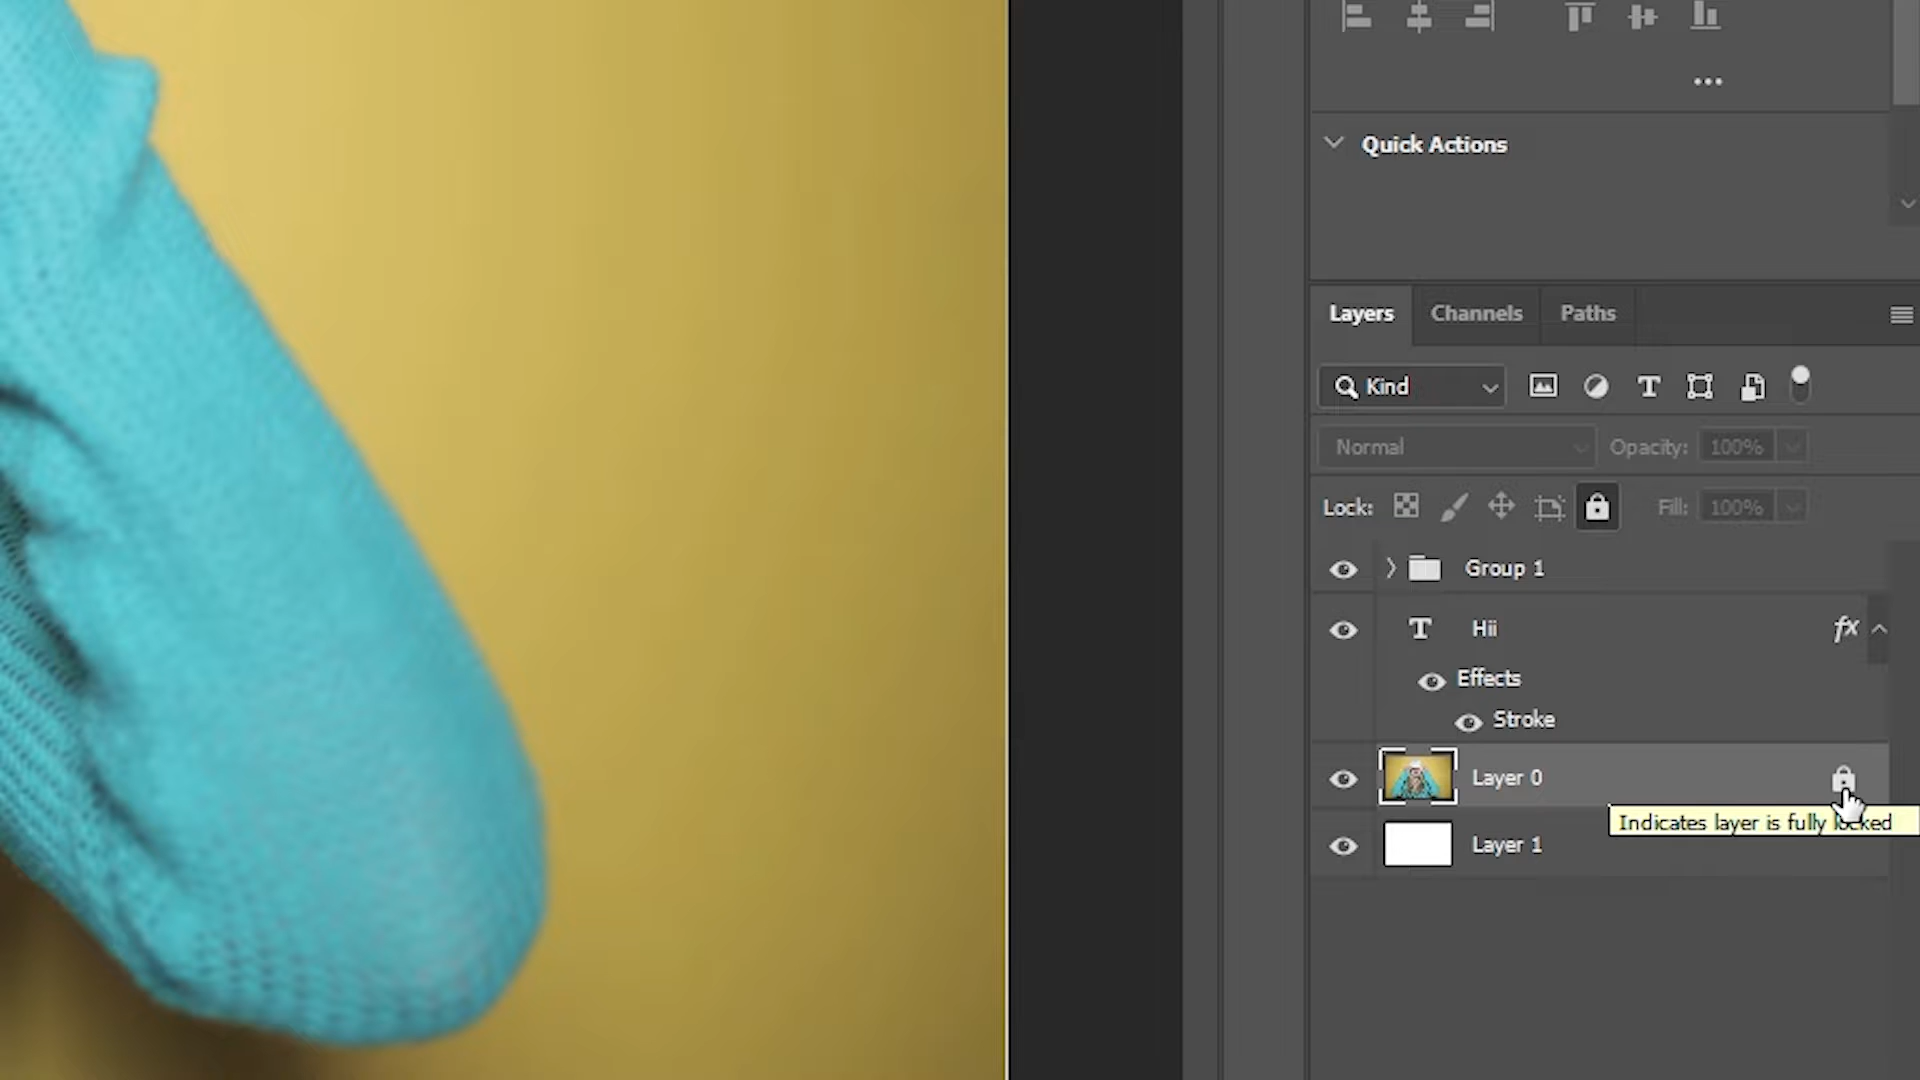 Quick Actions
Layers Channels Paths
Kind
Normal Opacity: 100%
Lock: Fill: 100%
Group 1
T Hii fx
Effects
Stroke
Layer 0
Indicates layer is fully locked
Layer 1